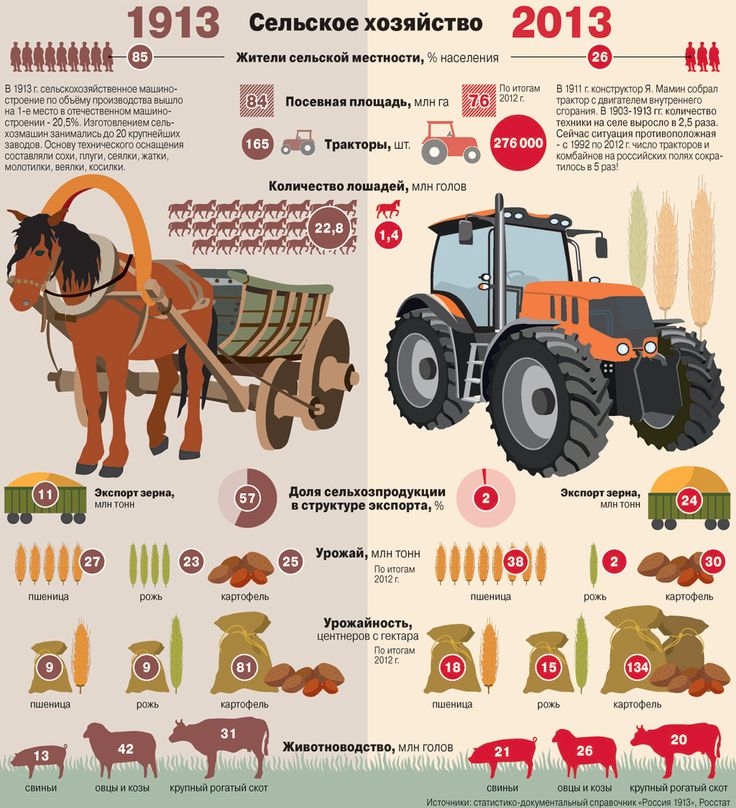 1913 Сельское хозяйство 2013
85 Жители сельской местности, % населения 26
В 1913 г. сельскохозяйственное машино-
строение по объёму производства вышло
на 1-е место в отечественном машино-
строении - 20,5%. Изготовлением сель-
хозмашин занимались до 20 крупнейших
заводов. Основу технического оснащения
составляли сохи, плуги, сеялки, жатки,
молотилки, веялки, косилки.
84 Посевная площадь, млн га 76
По итогам
2012 г.
165 Тракторы, шт. 276 000
В 1911 г. конструктор Я. Мамин собрал
трактор с двигателем внутреннего
сгорания. В 1903-1913 гг. количество
техники на селе выросло в 2,5 раза.
Сейчас ситуация противоположная
- с 1992 по 2012 г. число тракторов и
комбайнов на российских полях сокра-
тилось в 5 раз!
Количество лошадей, млн голов
22,8 1,4
11 Экспорт зерна,
млн тонн
57 Доля сельхозпродукции
в структуре экспорта, % 2
Экспорт зерна,
млн тонн 24
Урожай, млн тонн
По итогам
2012 г.
27 23 25 38 2 30
пшеница рожь картофель пшеница рожь картофель
Урожайность,
центнеров с гектара
По итогам
2012 г.
9 9 81 18 15 134
пшеница рожь картофель пшеница рожь картофель
Животноводство, млн голов
13 42 31 21 26 20
свиньи овцы и козы крупный рогатый скот свиньи овцы и козы крупный рогатый скот
Источники: статистико-документальный справочник «Россия 1913», Росстат